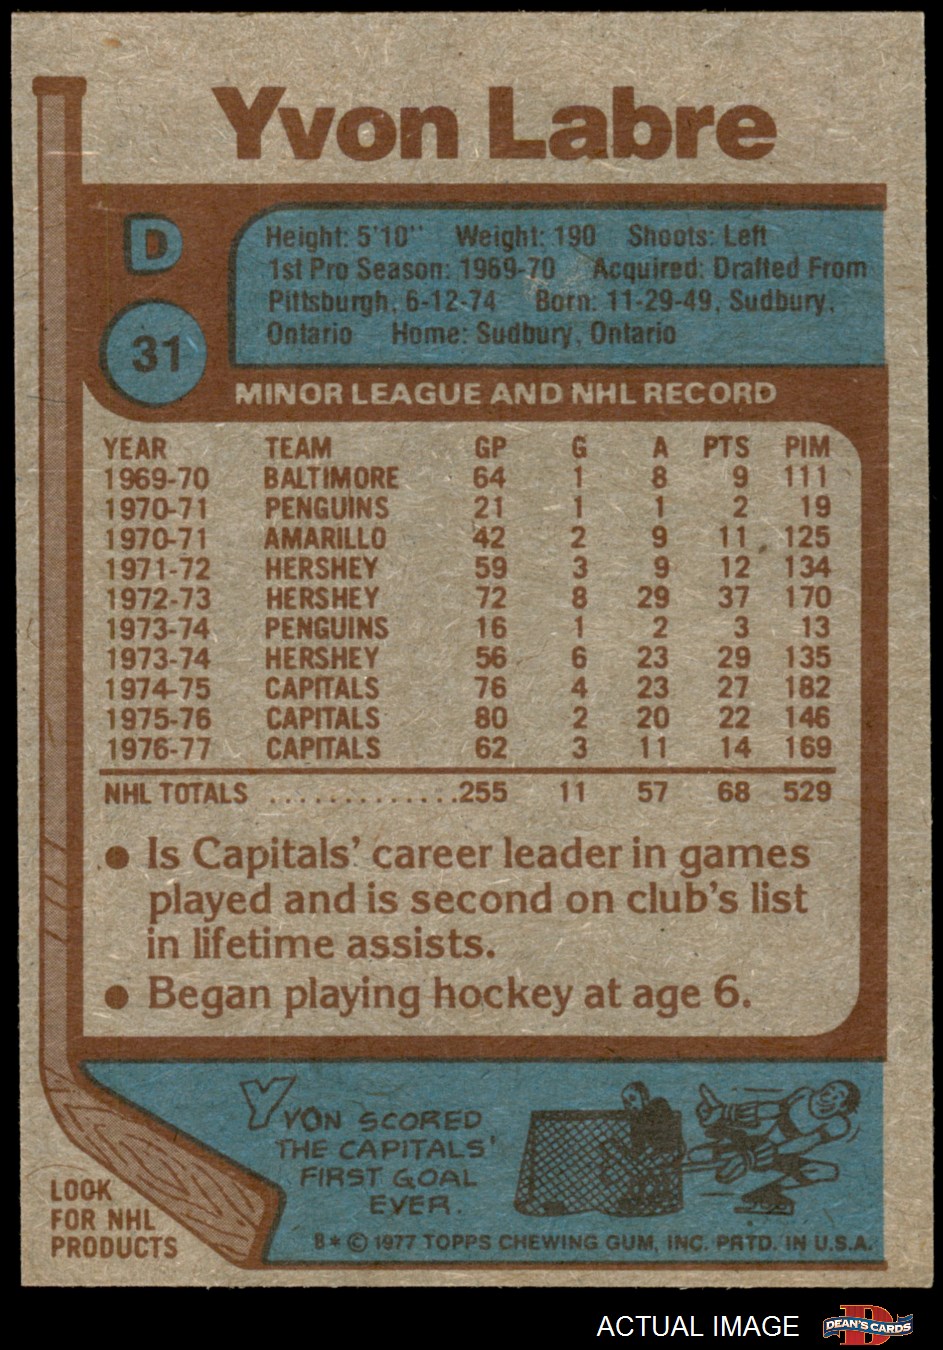 Yvon Labre
D
31
Height: 5'10" Weight: 190 Shoots: Left
1st Pro Season: 1969-70 Acquired: Drafted From
Pittsburgh, 6-12-74 Born: 11-29-49, Sudbury,
Ontario Home: Sudbury, Ontario
MINOR LEAGUE AND NHL RECORD
YEAR TEAM GP G A PTS PIM
1969-70 BALTIMORE 64 1 8 9 111
1970-71 PENGUINS 21 1 1 2 19
1970-71 AMARILLO 42 2 9 11 125
1971-72 HERSHEY 59 3 9 12 134
1972-73 HERSHEY 72 8 29 37 170
1973-74 PENGUINS 16 1 2 3 13
1973-74 HERSHEY 56 6 23 29 135
1974-75 CAPITALS 76 4 23 27 182
1975-76 CAPITALS 80 2 20 22 146
1976-77 CAPITALS 62 3 11 14 169
NHL TOTALS .............255 11 57 68 529
● Is Capitals' career leader in games
played and is second on club's list
in lifetime assists.
● Began playing hockey at age 6.
YVON SCORED
THE CAPITALS'
FIRST GOAL
EVER.
LOOK
FOR NHL
PRODUCTS
B* © 1977 TOPPS CHEWING GUM, INC. PRTD. IN U.S.A.
ACTUAL IMAGE
D
DEAN'S CARDS